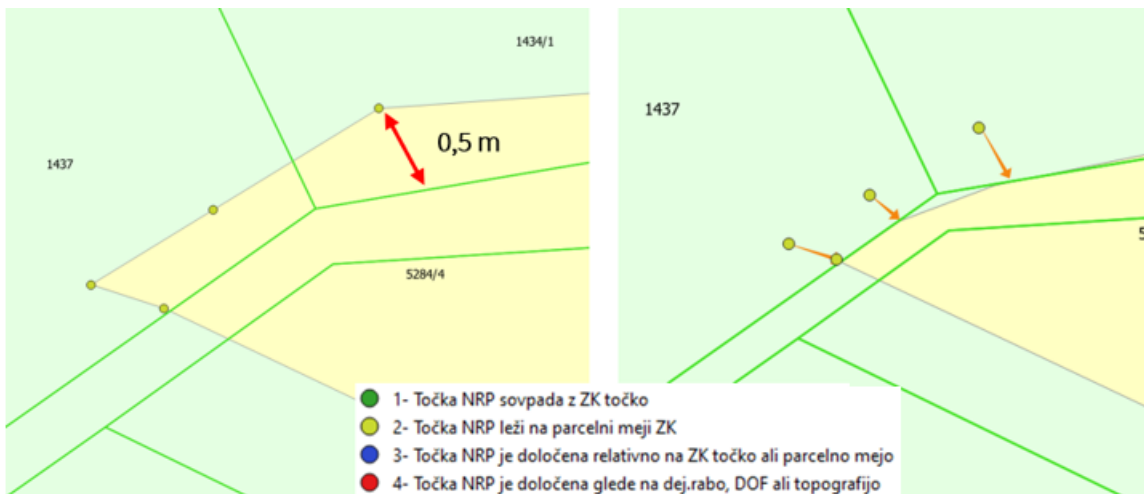 1434/1
0,5 m
1437
5284/4
1437
5
1- Točka NRP sovpada z ZK točko
2- Točka NRP leži na parcelni meji ZK
3- Točka NRP je določena relativno na ZK točko ali parcelno mejo
4- Točka NRP je določena glede na dej.rabo, DOF ali topografijo